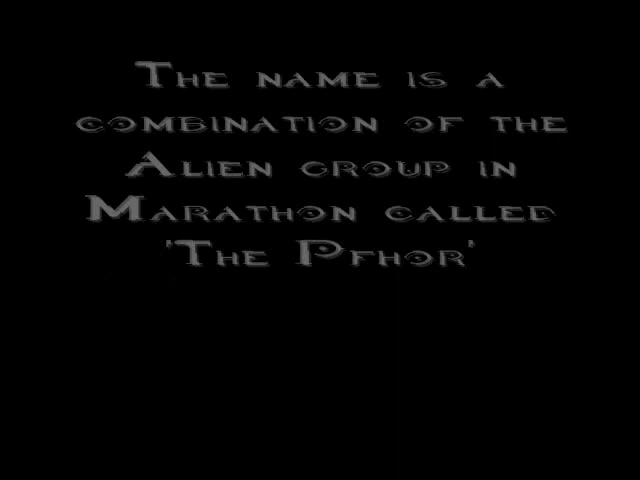 The name is a
combination of the
Alien group in
Marathon called
'The Pfhor'